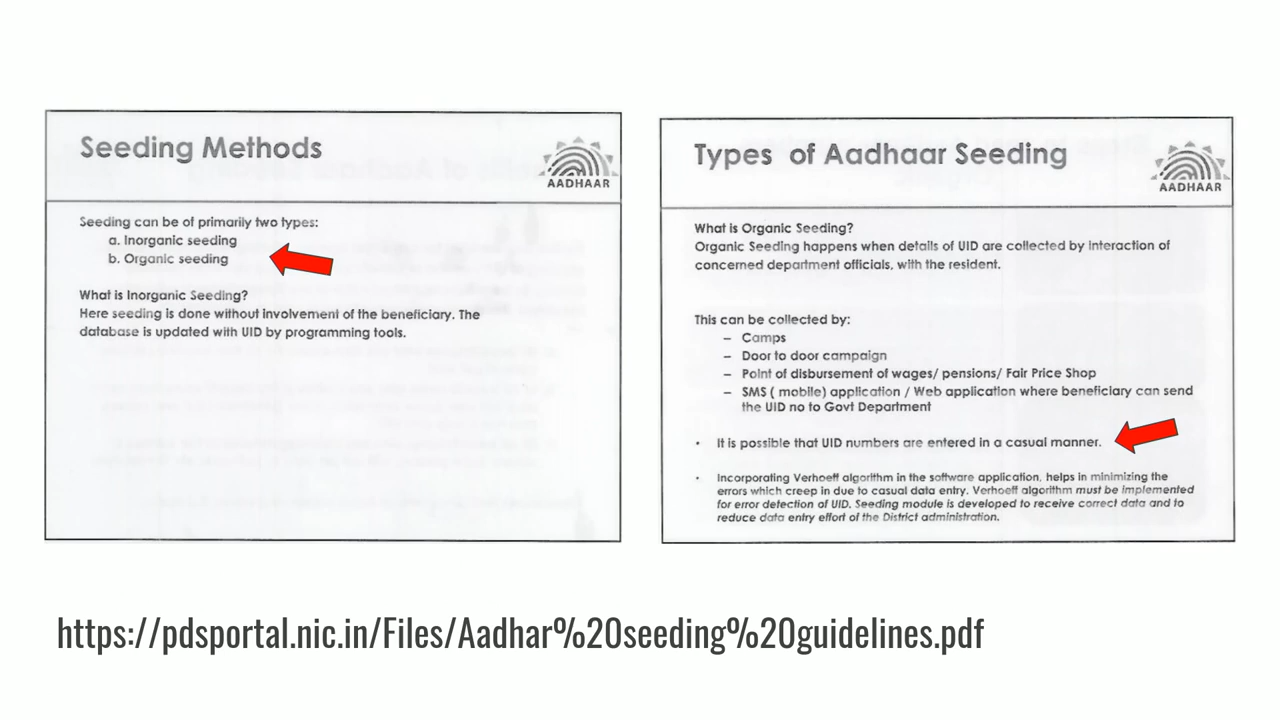 Seeding Methods
AADHAAR
Seeding can be of primarily two types:
a. Inorganic seeding
b. Organic seeding
What is Inorganic Seeding?
Here seeding is done without involvement of the beneficiary. The
database is updated with UID by programming tools.
Types of Aadhaar Seeding
AADHAAR
What is Organic Seeding?
Organic Seeding happens when details of UID are collected by interaction of
concerned department officials, with the resident.
This can be collected by:
– Camps
– Door to door campaign
– Point of disbursement of wages/ pensions/ Fair Price Shop
– SMS ( mobile) application / Web application where beneficiary can send
the UID no to Govt Department
• It is possible that UID numbers are entered in a casual manner.
• Incorporating Verhoeff algorithm in the software application, helps in minimizing the
errors which creep in due to casual data entry. Verhoeff algorithm must be implemented
for error detection of UID. Seeding module is developed to receive correct data and to
reduce data entry effort of the District administration.
https://pdsportal.nic.in/Files/Aadhar%20seeding%20guidelines.pdf